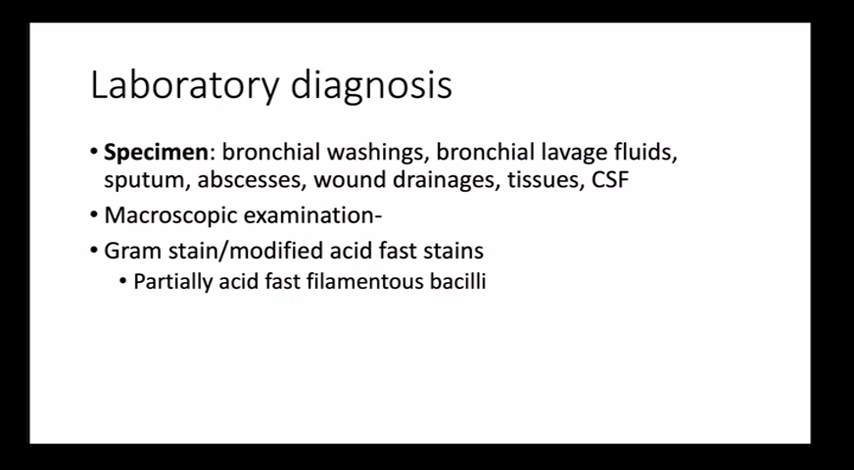 Laboratory diagnosis
• Specimen: bronchial washings, bronchial lavage fluids,
sputum, abscesses, wound drainages, tissues, CSF
• Macroscopic examination-
• Gram stain/modified acid fast stains
• Partially acid fast filamentous bacilli